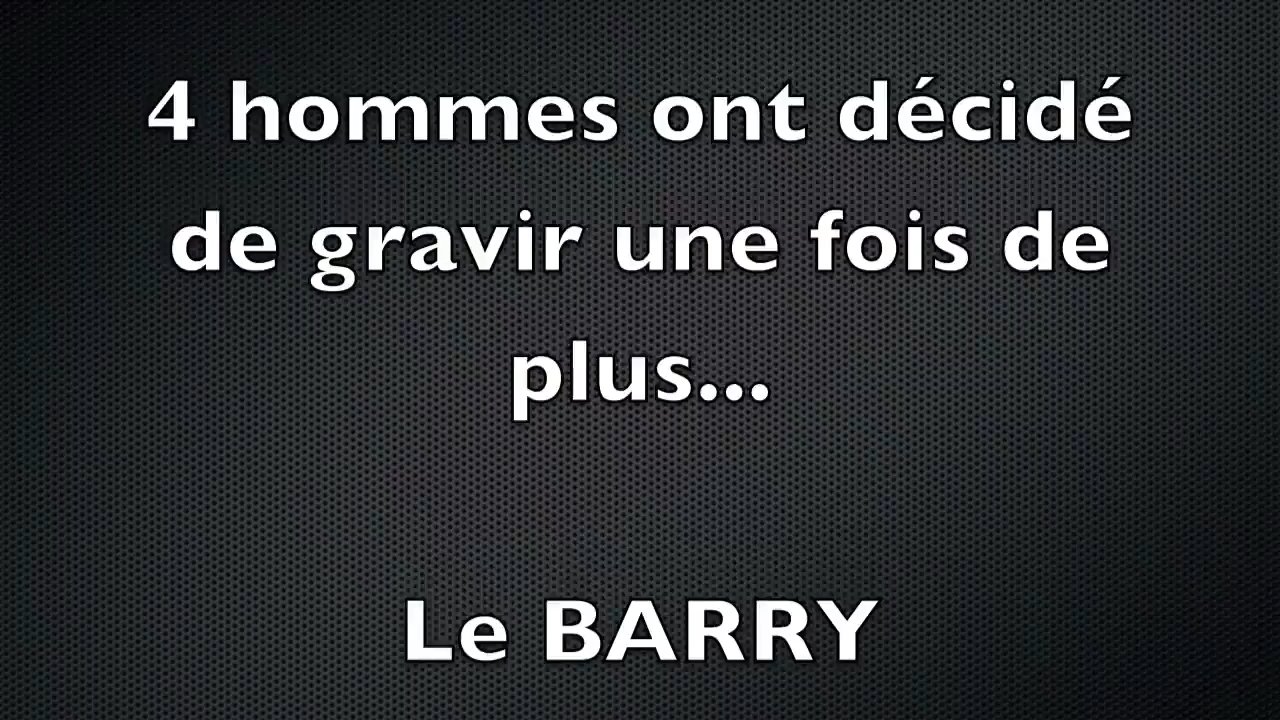 4 hommes ont décidé
de gravir une fois de
plus...
Le BARRY